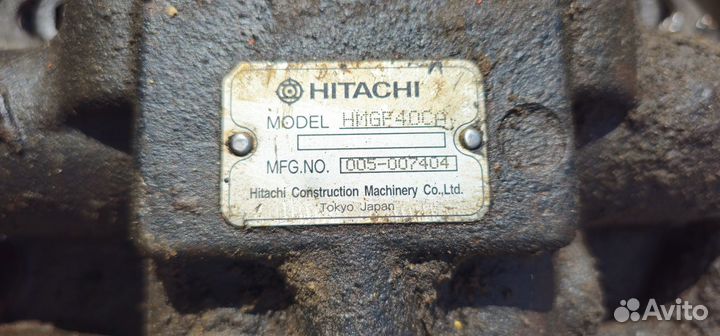 HITACHI
MODEL HMGF40CA
MFG.NO. 005-007404
Hitachi Construction Machinery Co.,Ltd.
Tokyo Japan
Avito